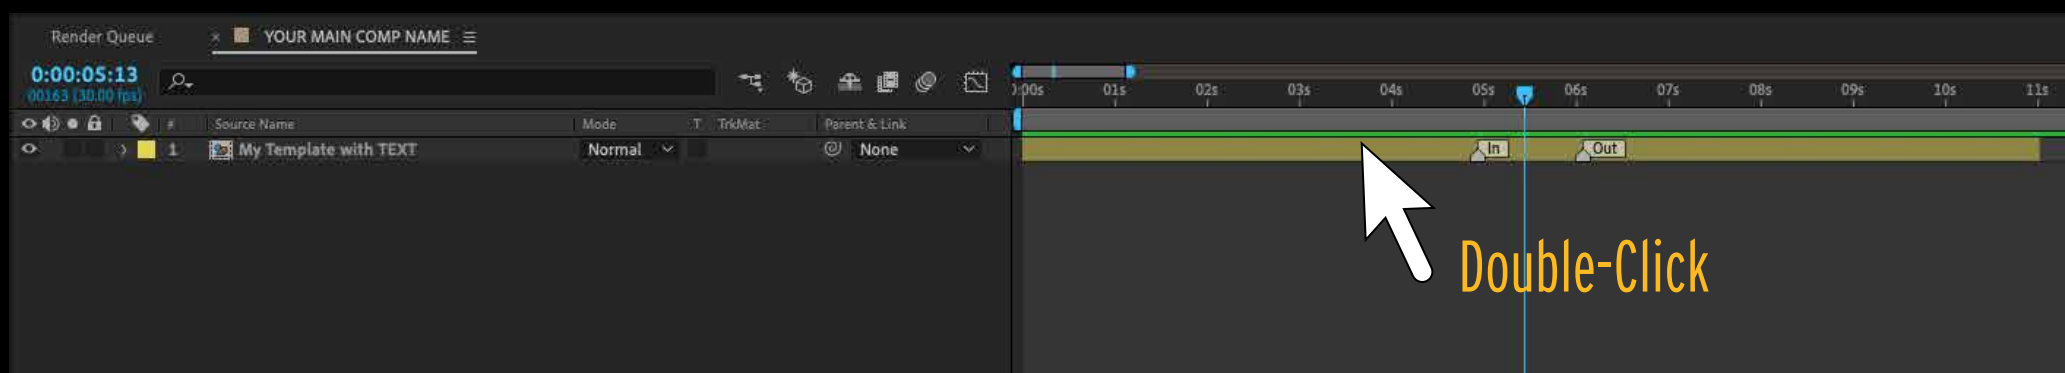 Render Queue × YOUR MAIN COMP NAME
0:00:05:13
00163 (30.00 fps)
):00s 01s 02s 03s 04s 05s 06s 07s 08s 09s 10s 11s
# Source Name Mode T TrkMat Parent & Link
1 My Template with TEXT Normal None In Out
Double-Click